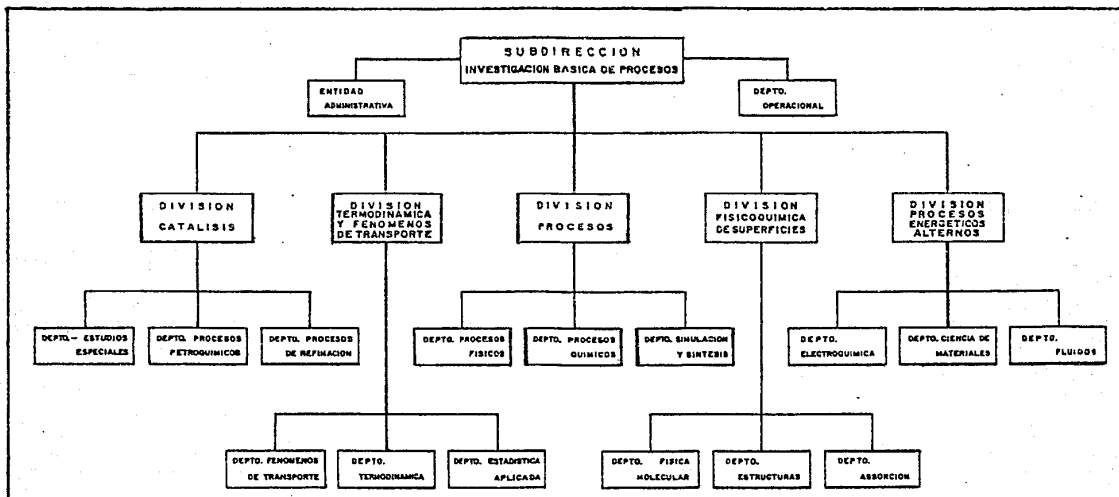 SUBDIRECCION
INVESTIGACION BASICA DE PROCESOS
ENTIDAD
ADMINISTRATIVA
DEPTO.
OPERACIONAL
DIVISION
CATALISIS
DIVISION
TERMODINAMICA
Y FENOMENOS
DE TRANSPORTE
DIVISION
PROCESOS
DIVISION
FISICOQUIMICA
DE SUPERFICIES
DIVISION
PROCESOS
ENERGETICOS
ALTERNOS
DEPTO.- ESTUDIOS
ESPECIALES
DEPTO. PROCESOS
PETROQUIMICOS
DEPTO. PROCESOS
DE REFINACION
DEPTO. PROCESOS
FISICOS
DEPTO. PROCESOS
QUIMICOS
DEPTO. SIMULACION
Y SINTESIS
DEPTO.
ELECTROQUIMICA
DEPTO. CIENCIA DE
MATERIALES
DEPTO.
FLUIDOS
DEPTO. FENOMENOS
DE TRANSPORTE
DEPTO.
TERMODINAMICA
DEPTO. ESTADISTICA
APLICADA
DEPTO. FISICA
MOLECULAR
DEPTO.
ESTRUCTURAS
DEPTO.
ABSORCION